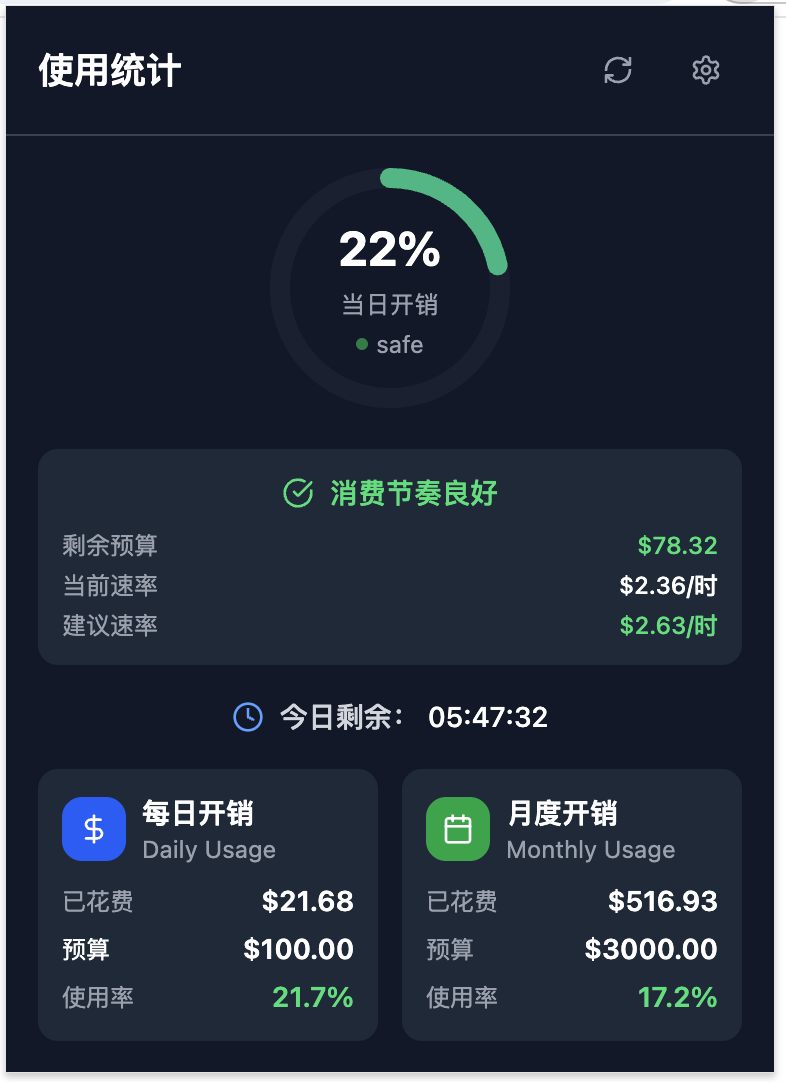 使用统计
22%
当日开销
safe
消费节奏良好
剩余预算 $78.32
当前速率 $2.36/时
建议速率 $2.63/时
今日剩余: 05:47:32
每日开销
Daily Usage
已花费 $21.68
预算 $100.00
使用率 21.7%
月度开销
Monthly Usage
已花费 $516.93
预算 $3000.00
使用率 17.2%